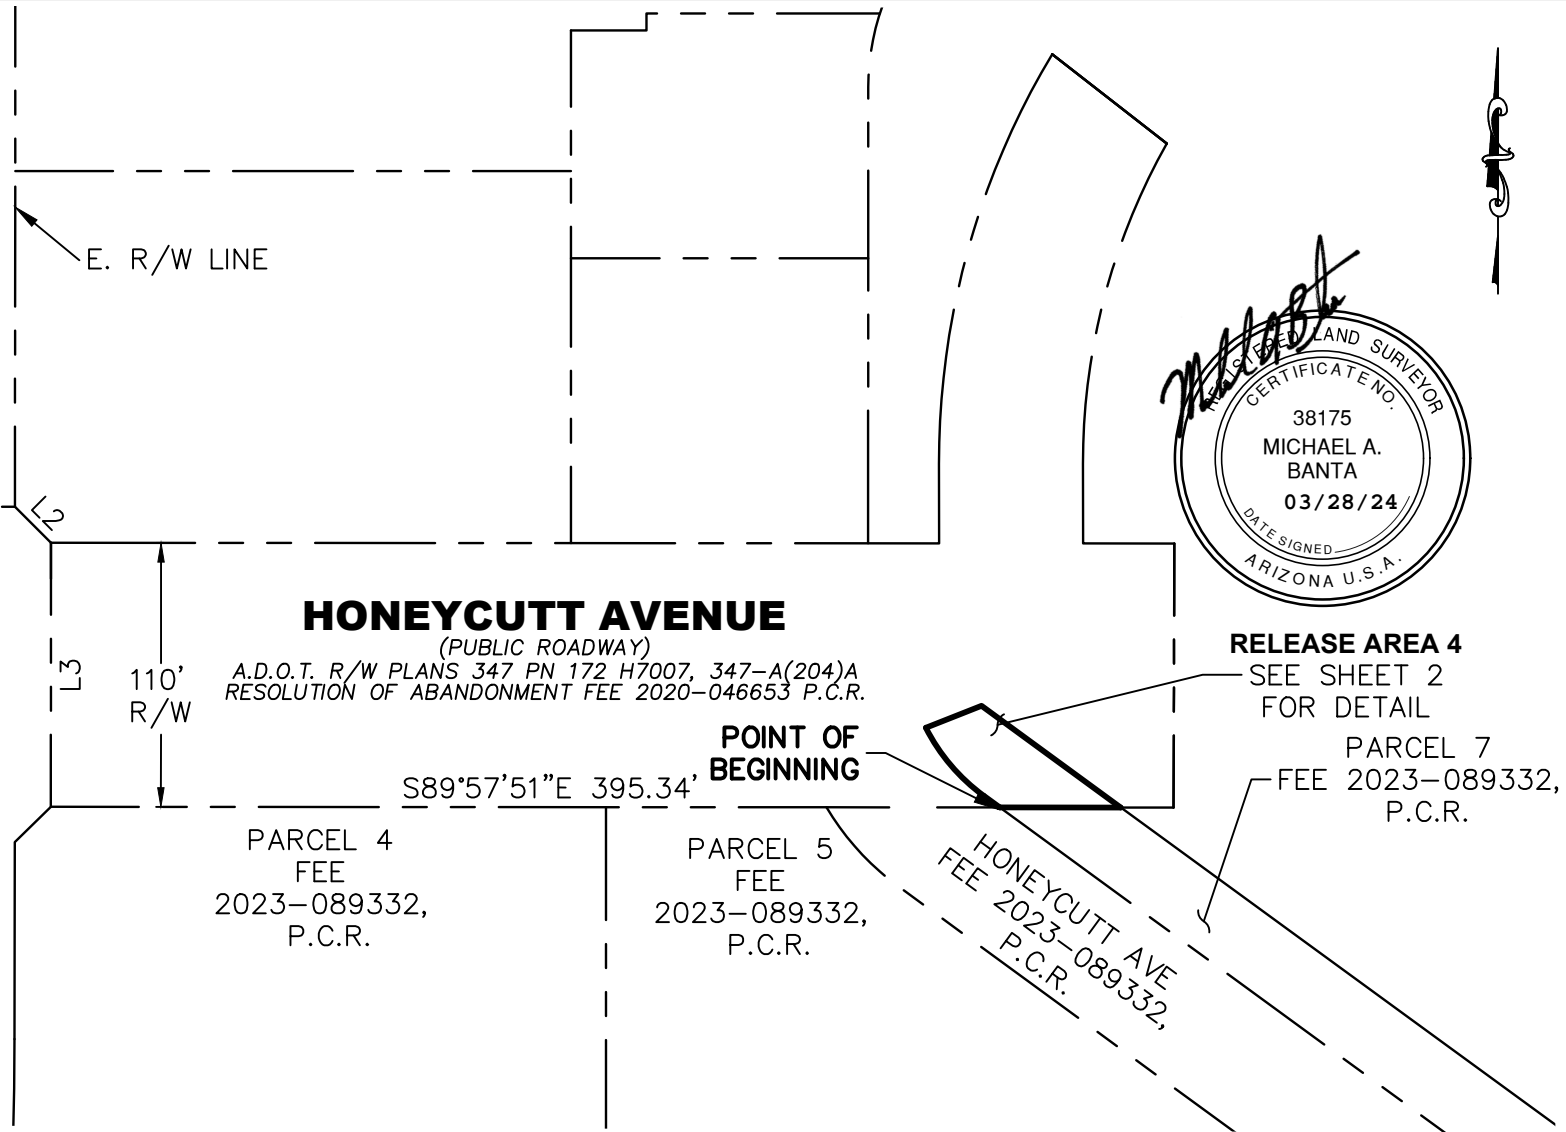 E. R/W LINE
REGISTERED LAND SURVEYOR
CERTIFICATE NO.
38175
MICHAEL A.
BANTA
03/28/24
DATE SIGNED
ARIZONA U.S.A.
L2
L3
110'
R/W
HONEYCUTT AVENUE
(PUBLIC ROADWAY)
A.D.O.T. R/W PLANS 347 PN 172 H7007, 347-A(204)A
RESOLUTION OF ABANDONMENT FEE 2020-046653 P.C.R.
RELEASE AREA 4
SEE SHEET 2
FOR DETAIL
POINT OF
BEGINNING
S89°57'51"E 395.34'
PARCEL 7
FEE 2023-089332,
P.C.R.
PARCEL 4
FEE
2023-089332,
P.C.R.
PARCEL 5
FEE
2023-089332,
P.C.R.
HONEYCUTT AVE
FEE 2023-089332,
P.C.R.